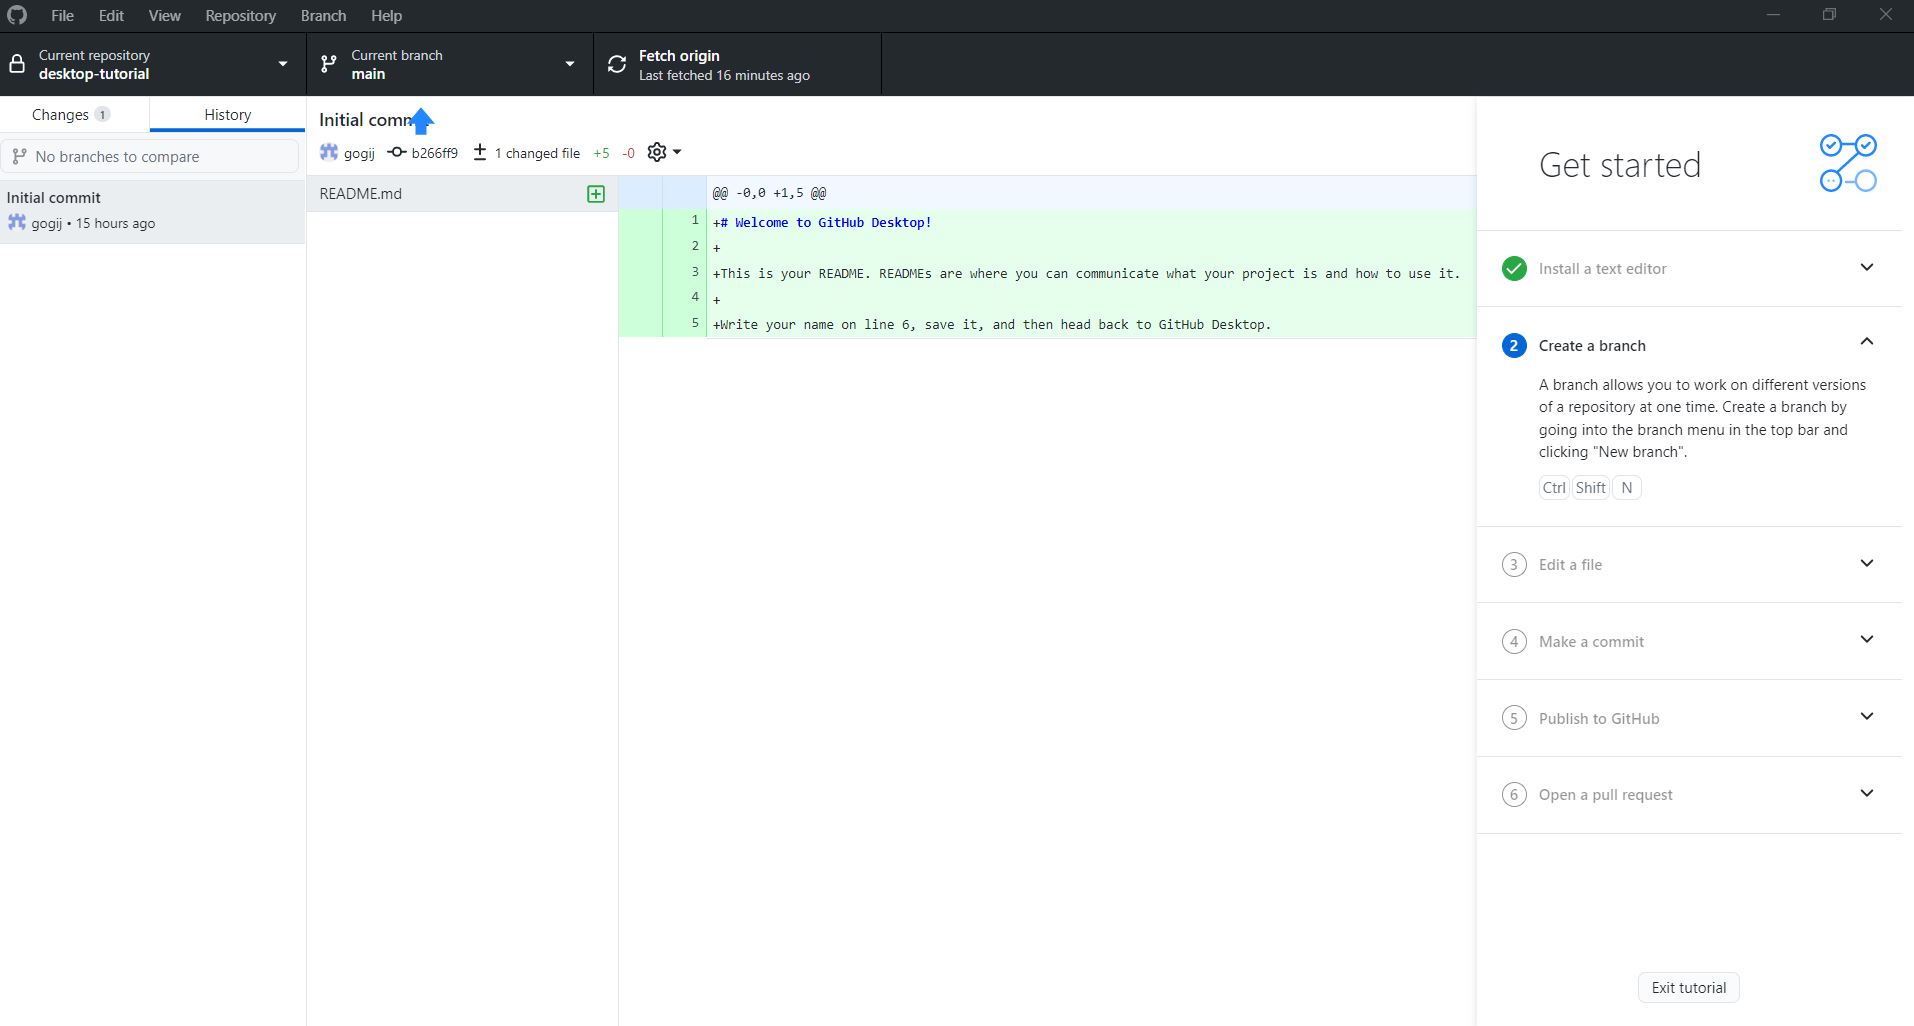 File Edit View Repository Branch Help
Current repository
desktop-tutorial
Current branch
main
Fetch origin
Last fetched 16 minutes ago
Changes 1
History
No branches to compare
Initial commit
gogij • 15 hours ago
Initial comm
gogij b266ff9 1 changed file +5 -0
README.md
@@ -0,0 +1,5 @@
1 +# Welcome to GitHub Desktop!
2 +
3 +This is your README. READMEs are where you can communicate what your project is and how to use it.
4 +
5 +Write your name on line 6, save it, and then head back to GitHub Desktop.
Get started
Install a text editor
2 Create a branch
A branch allows you to work on different versions
of a repository at one time. Create a branch by
going into the branch menu in the top bar and
clicking "New branch".
Ctrl Shift N
3 Edit a file
4 Make a commit
5 Publish to GitHub
6 Open a pull request
Exit tutorial